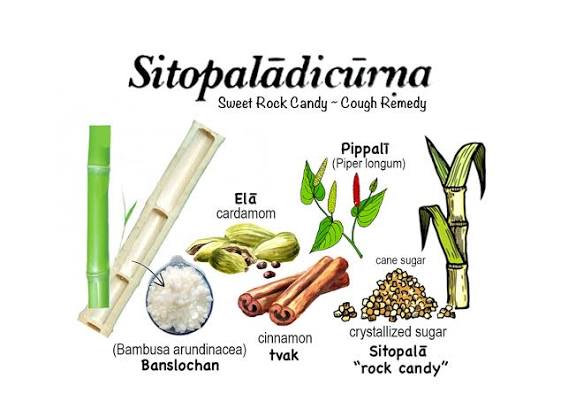 Sitopalādicūrṇa
Sweet Rock Candy ~ Cough Remedy
Pippalī
(Piper longum)
Elā
cardamom
cane sugar
(Bambusa arundinacea)
Banslochan
cinnamon
tvak
crystallized sugar
Sitopalā
"rock candy"